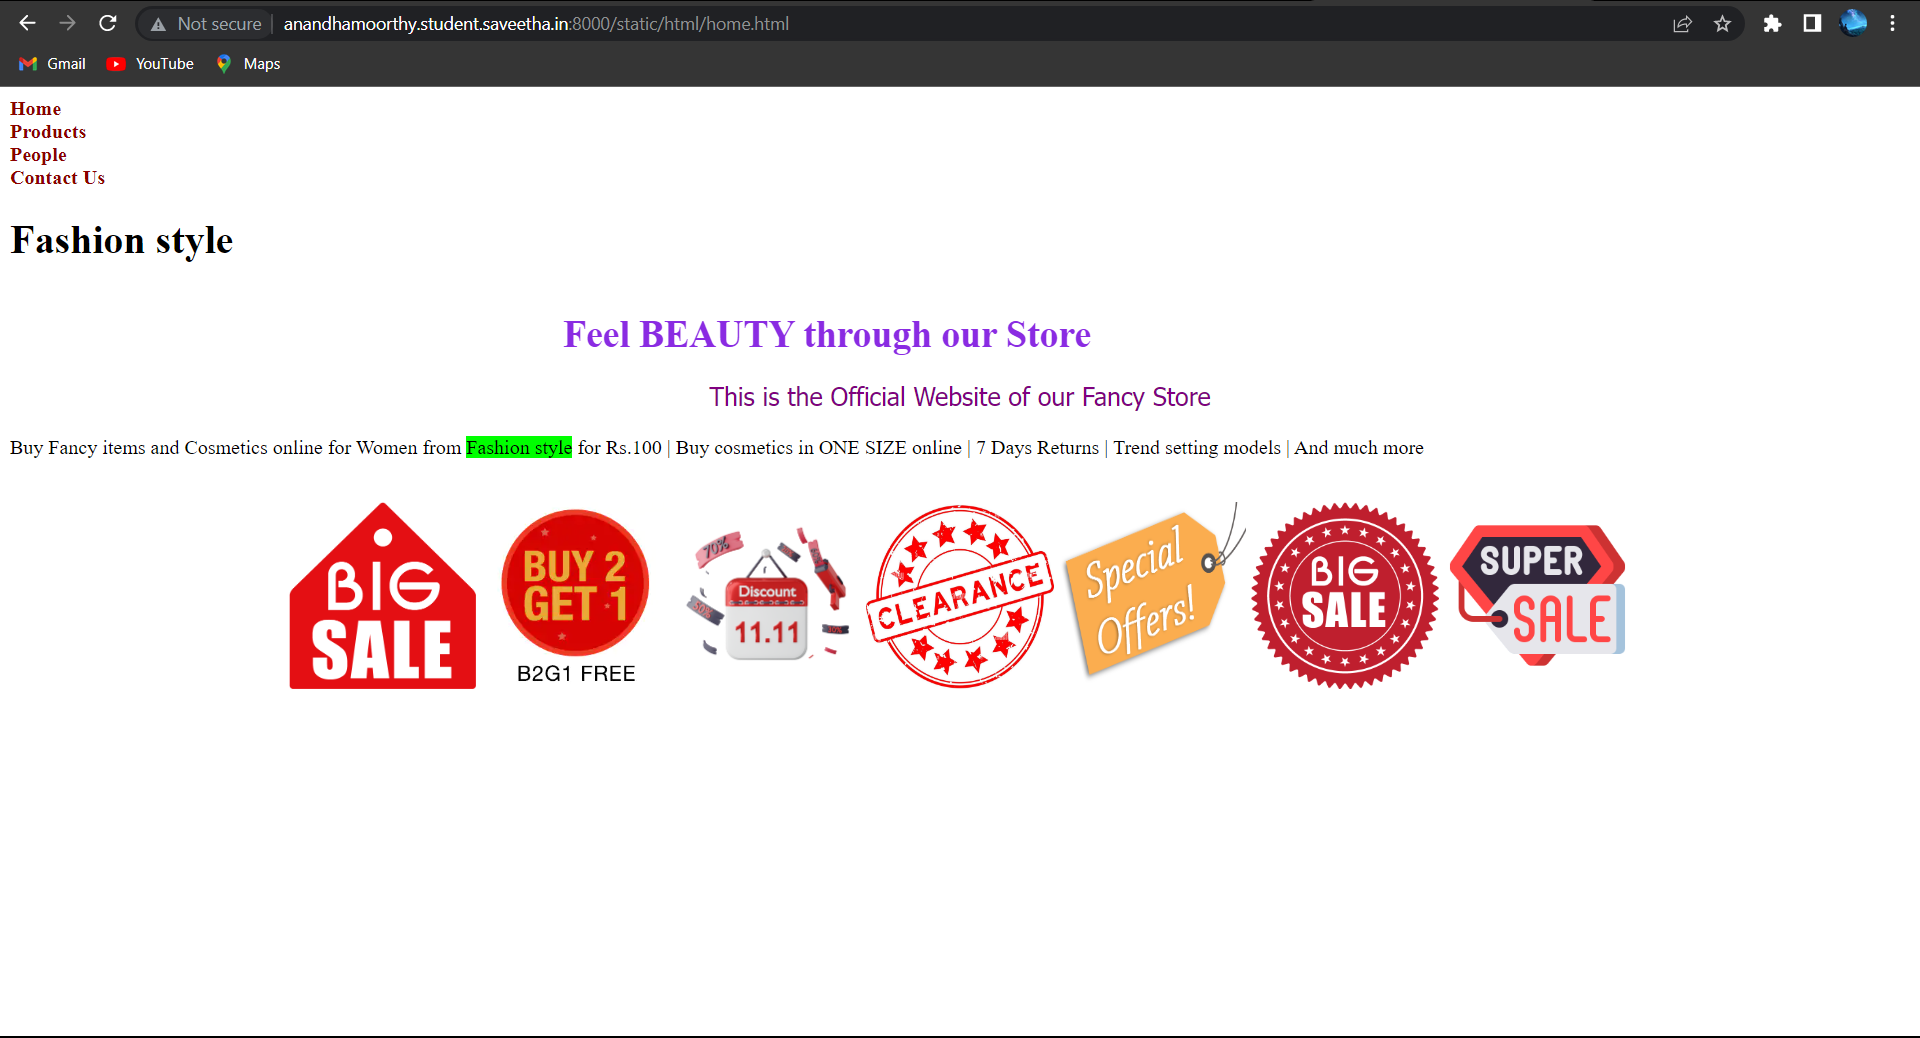 Not secure | anandhamoorthy.student.saveetha.in:8000/static/html/home.html
Gmail YouTube Maps
Home
Products
People
Contact Us
Fashion style
Feel BEAUTY through our Store
This is the Official Website of our Fancy Store
Buy Fancy items and Cosmetics online for Women from Fashion style for Rs.100 | Buy cosmetics in ONE SIZE online | 7 Days Returns | Trend setting models | And much more
BIG
SALE
BUY 2
GET 1
B2G1 FREE
70%
50%
Discount
11.11
CLEARANCE
Special
Offers!
BIG
SALE
SUPER
SALE